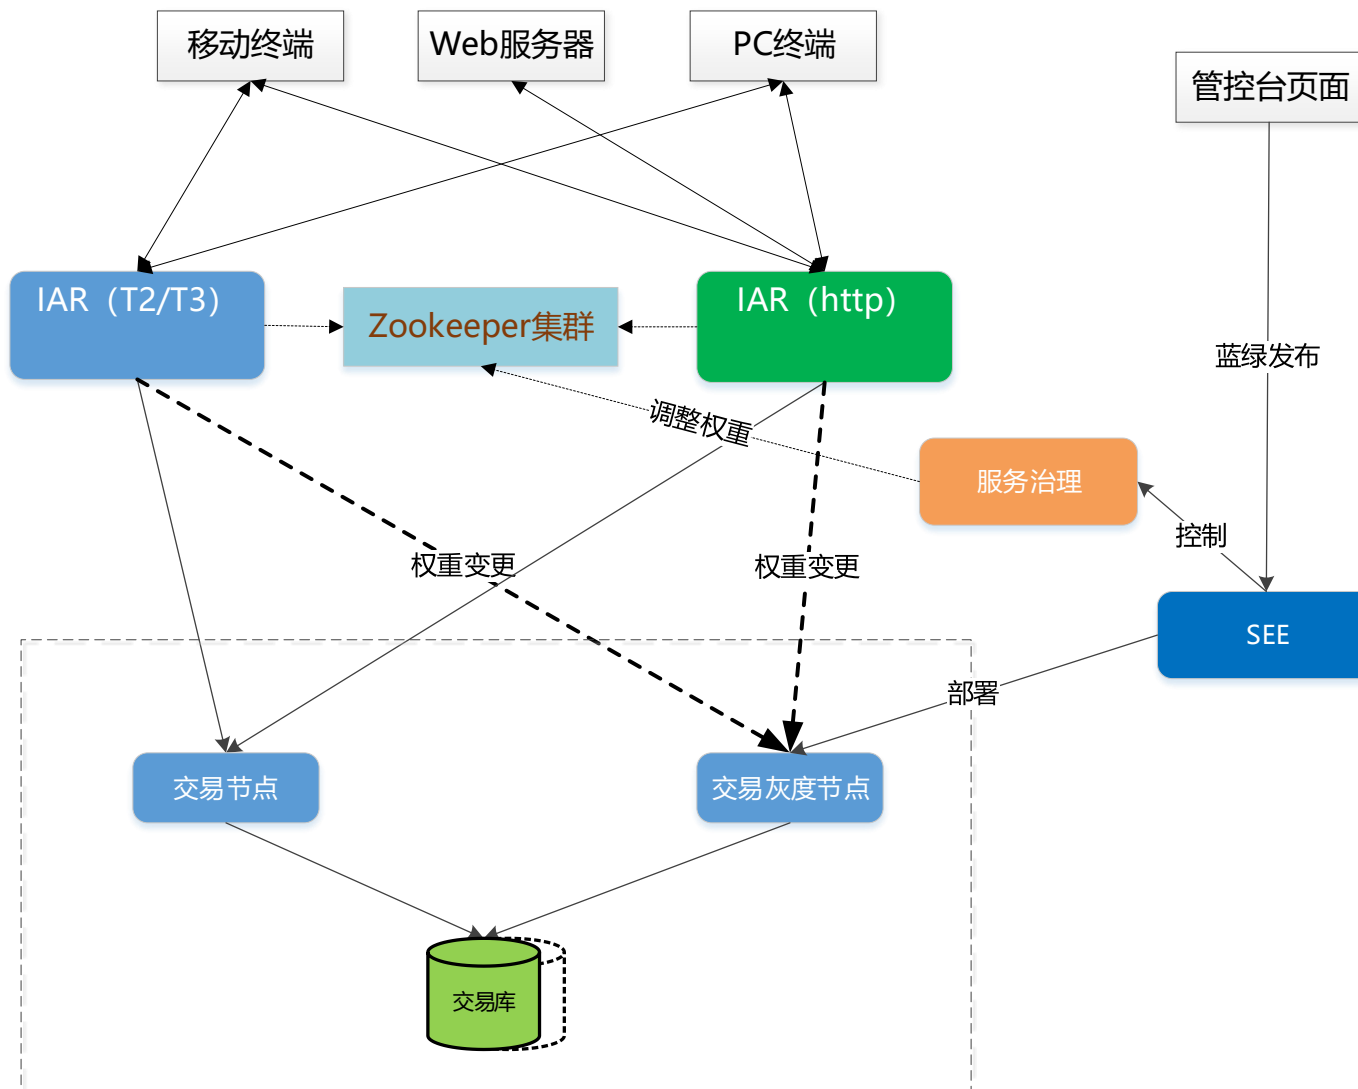 移动终端
Web服务器
PC终端
管控台页面
IAR（T2/T3）
Zookeeper集群
IAR（http）
蓝绿发布
调整权重
服务治理
控制
权重变更
权重变更
SEE
部署
交易节点
交易灰度节点
交易库